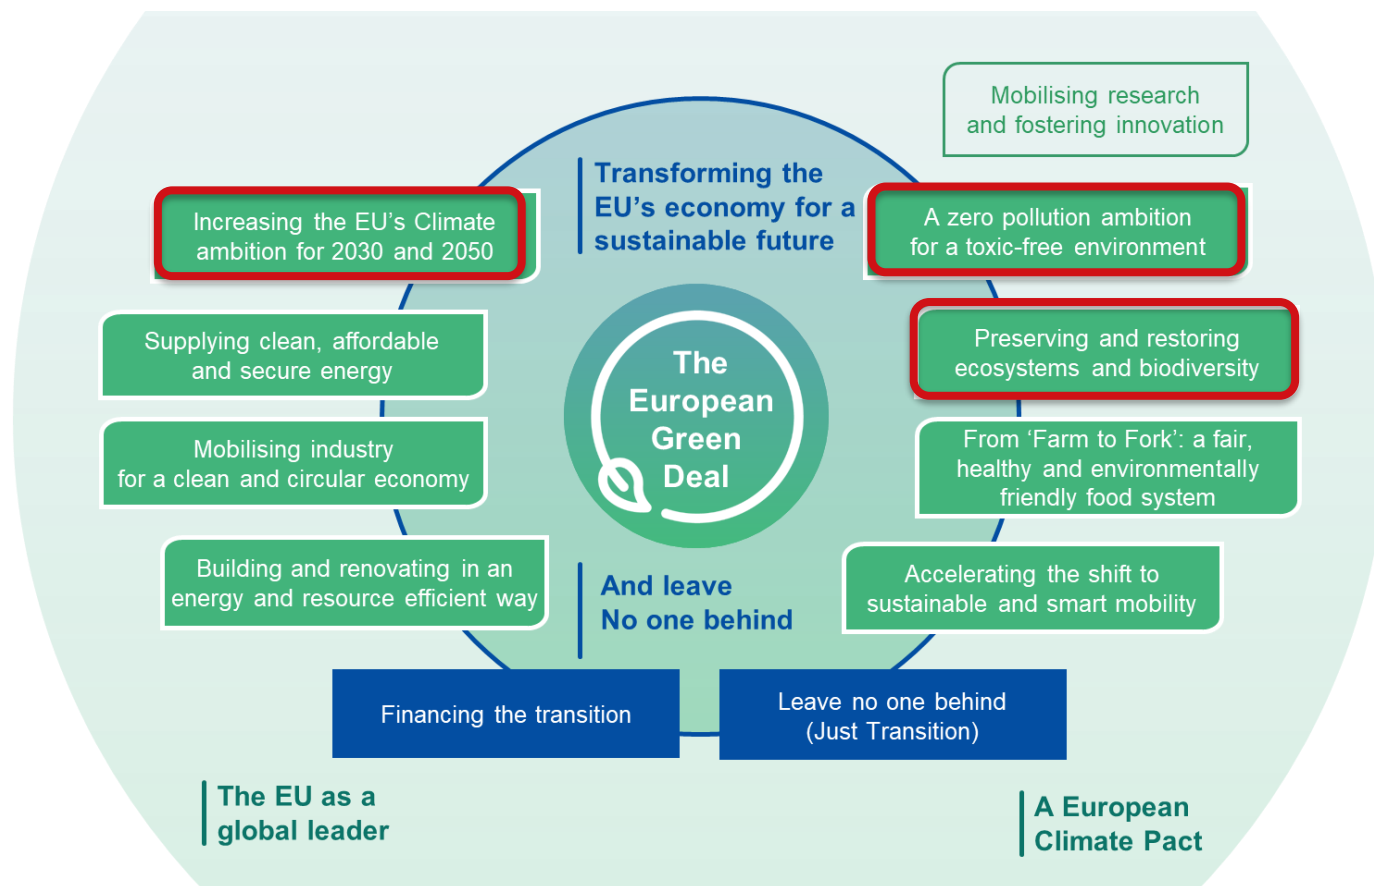 Mobilising research
and fostering innovation
Transforming the
EU’s economy for a
sustainable future
Increasing the EU’s Climate
ambition for 2030 and 2050
Supplying clean, affordable
and secure energy
Mobilising industry
for a clean and circular economy
Building and renovating in an
energy and resource efficient way
The
European
Green
Deal
A zero pollution ambition
for a toxic-free environment
Preserving and restoring
ecosystems and biodiversity
From ‘Farm to Fork’: a fair,
healthy and environmentally
friendly food system
Accelerating the shift to
sustainable and smart mobility
And leave
No one behind
Financing the transition
Leave no one behind
(Just Transition)
The EU as a
global leader
A European
Climate Pact